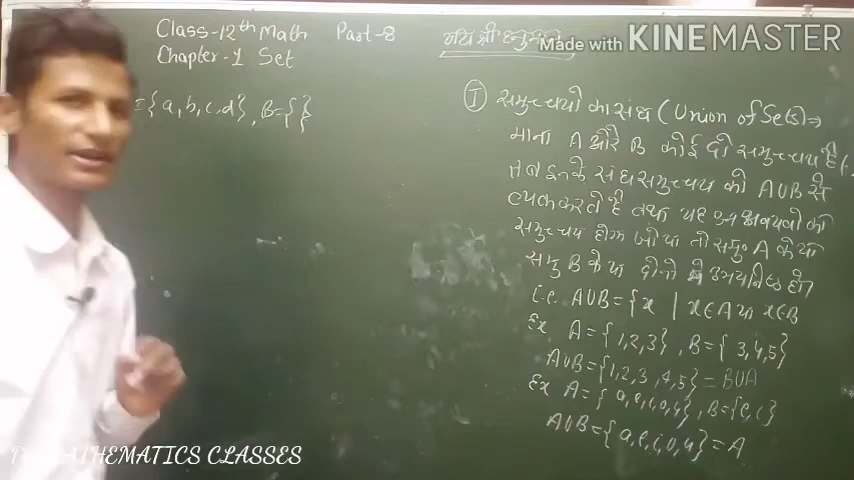 Class-12th Math Part-8
Chapter-1 Set
जय श्री हनुमान
Made with KINEMASTER
={a,b,c,d}, B={}
I समुच्चयों का संघ (Union of Sets)⇒
माना A और B कोई दो समुच्चय है।
तब इनके संघ समुच्चय को A∪B से
व्यक्त करते है तथा यह उन अवयवों का
समुच्चय होगा जो या तो समु० A के या
समु B के या दोनो में उभयनिष्ठ हो।
i.e. A∪B={x | x∈A या x∈B
Ex A={1,2,3}, B={3,4,5}
A∪B={1,2,3,4,5}=B∪A
Ex A={a,e,i,o,u}, B={e,i}
A∪B={a,e,i,o,u}=A
MATHEMATICS CLASSES